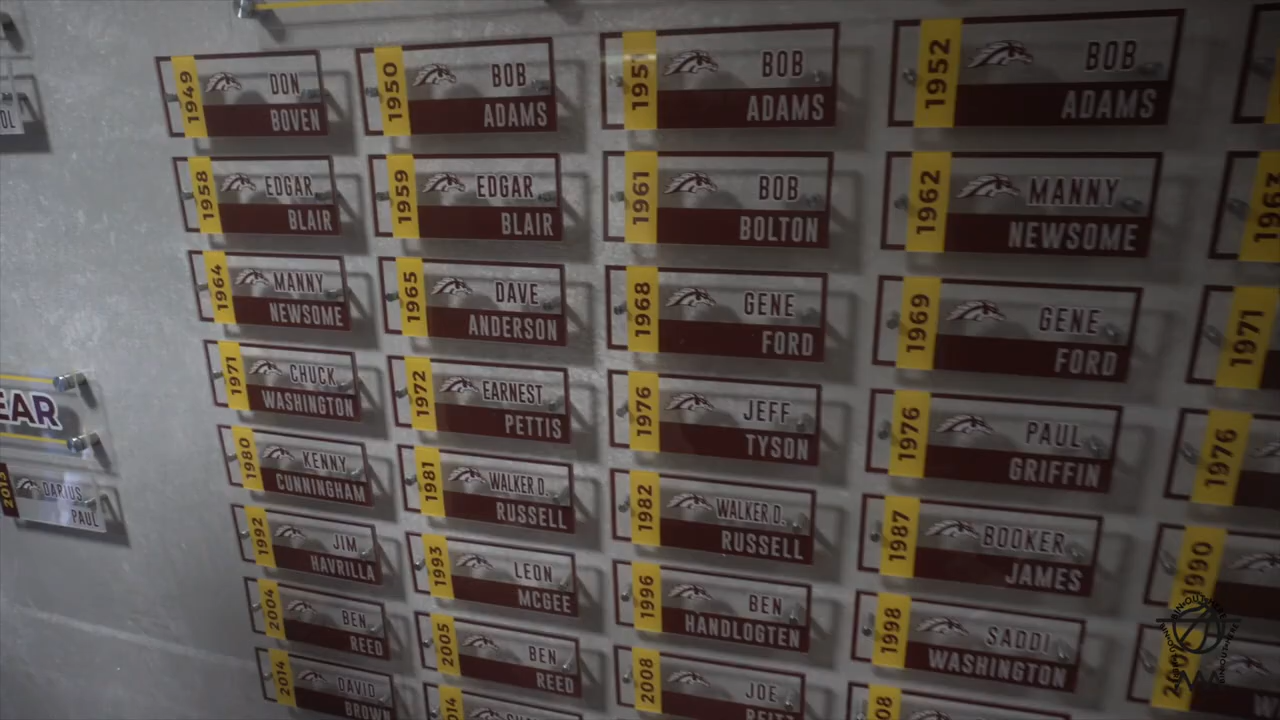 1949 DON BOVEN
1950 BOB ADAMS
195 BOB ADAMS
1952 BOB ADAMS
1958 EDGAR BLAIR
1959 EDGAR BLAIR
1961 BOB BOLTON
1962 MANNY NEWSOME
1963
1964 MANNY NEWSOME
1965 DAVE ANDERSON
1968 GENE FORD
1969 GENE FORD
1971
1971 CHUCK WASHINGTON
1972 EARNEST PETTIS
1976 JEFF TYSON
1976 PAUL GRIFFIN
1976
EAR
1980 KENNY CUNNINGHAM
1981 WALKER D. RUSSELL
1982 WALKER D. RUSSELL
1987 BOOKER JAMES
1990
2015 DARIUS PAUL
1992 JIM HAVRILLA
1993 LEON MCGEE
1996 BEN HANDLOGTEN
1998 SADDI WASHINGTON
2004 BEN REED
2005 BEN REED
2008 JOE
2014 DAVID BROWN